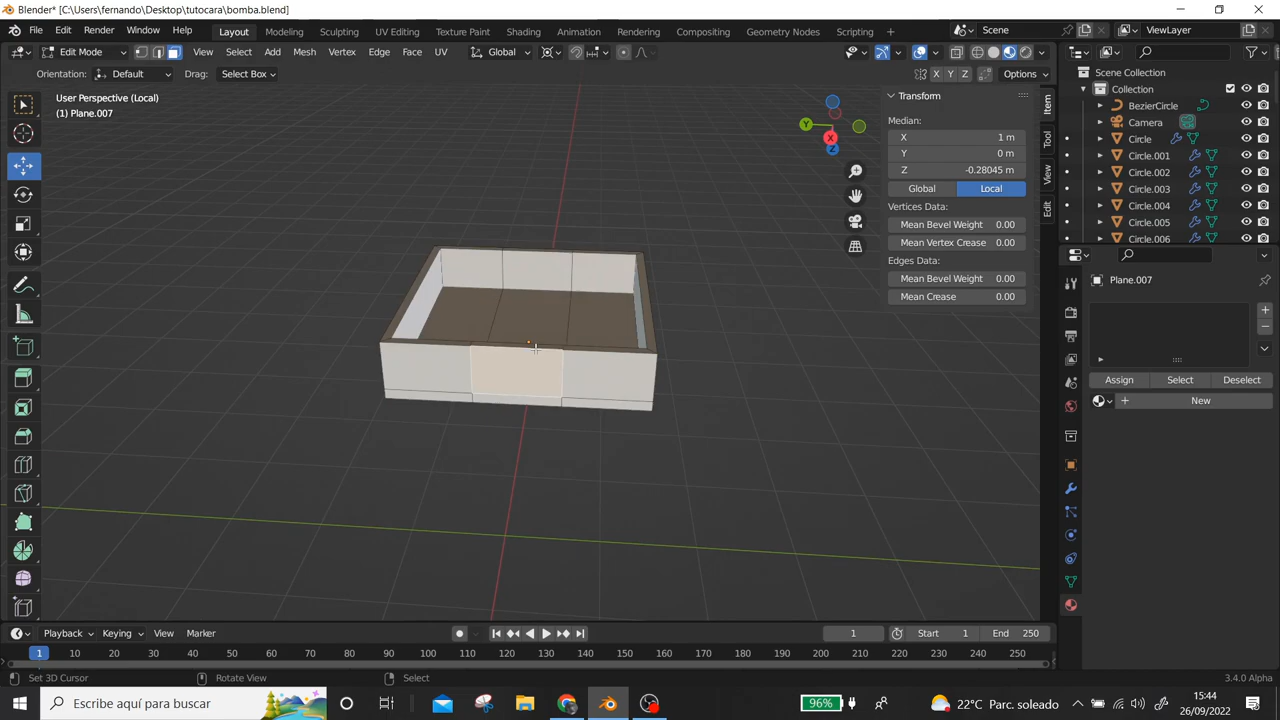 Blender* [C:\Users\fernando\Desktop\tutocara\bomba.blend]
File Edit Render Window Help Layout Modeling Sculpting UV Editing Texture Paint Shading Animation Rendering Compositing Geometry Nodes Scripting Scene ViewLayer
Edit Mode View Select Add Mesh Vertex Edge Face UV Global
Orientation: Default Drag: Select Box X Y Z Options
User Perspective (Local)
(1) Plane.007
Y X Z
Transform
Median:
X 1 m
Y 0 m
Z -0.28045 m
Global Local
Vertices Data:
Mean Bevel Weight 0.00
Mean Vertex Crease 0.00
Edges Data:
Mean Bevel Weight 0.00
Mean Crease 0.00
Item
Tool
View
Edit
Scene Collection
Collection
BezierCircle
Camera
Circle
Circle.001
Circle.002
Circle.003
Circle.004
Circle.005
Circle.006
Plane.007
Assign Select Deselect
New
Playback Keying View Marker 1 Start 1 End 250
1 10 20 30 40 50 60 70 80 90 100 110 120 130 140 150 160 170 180 190 200 210 220 230 240 250
Set 3D Cursor Rotate View Select 3.4.0 Alpha
Escribe aquí para buscar 96% 22°C Parc. soleado 15:44
26/09/2022